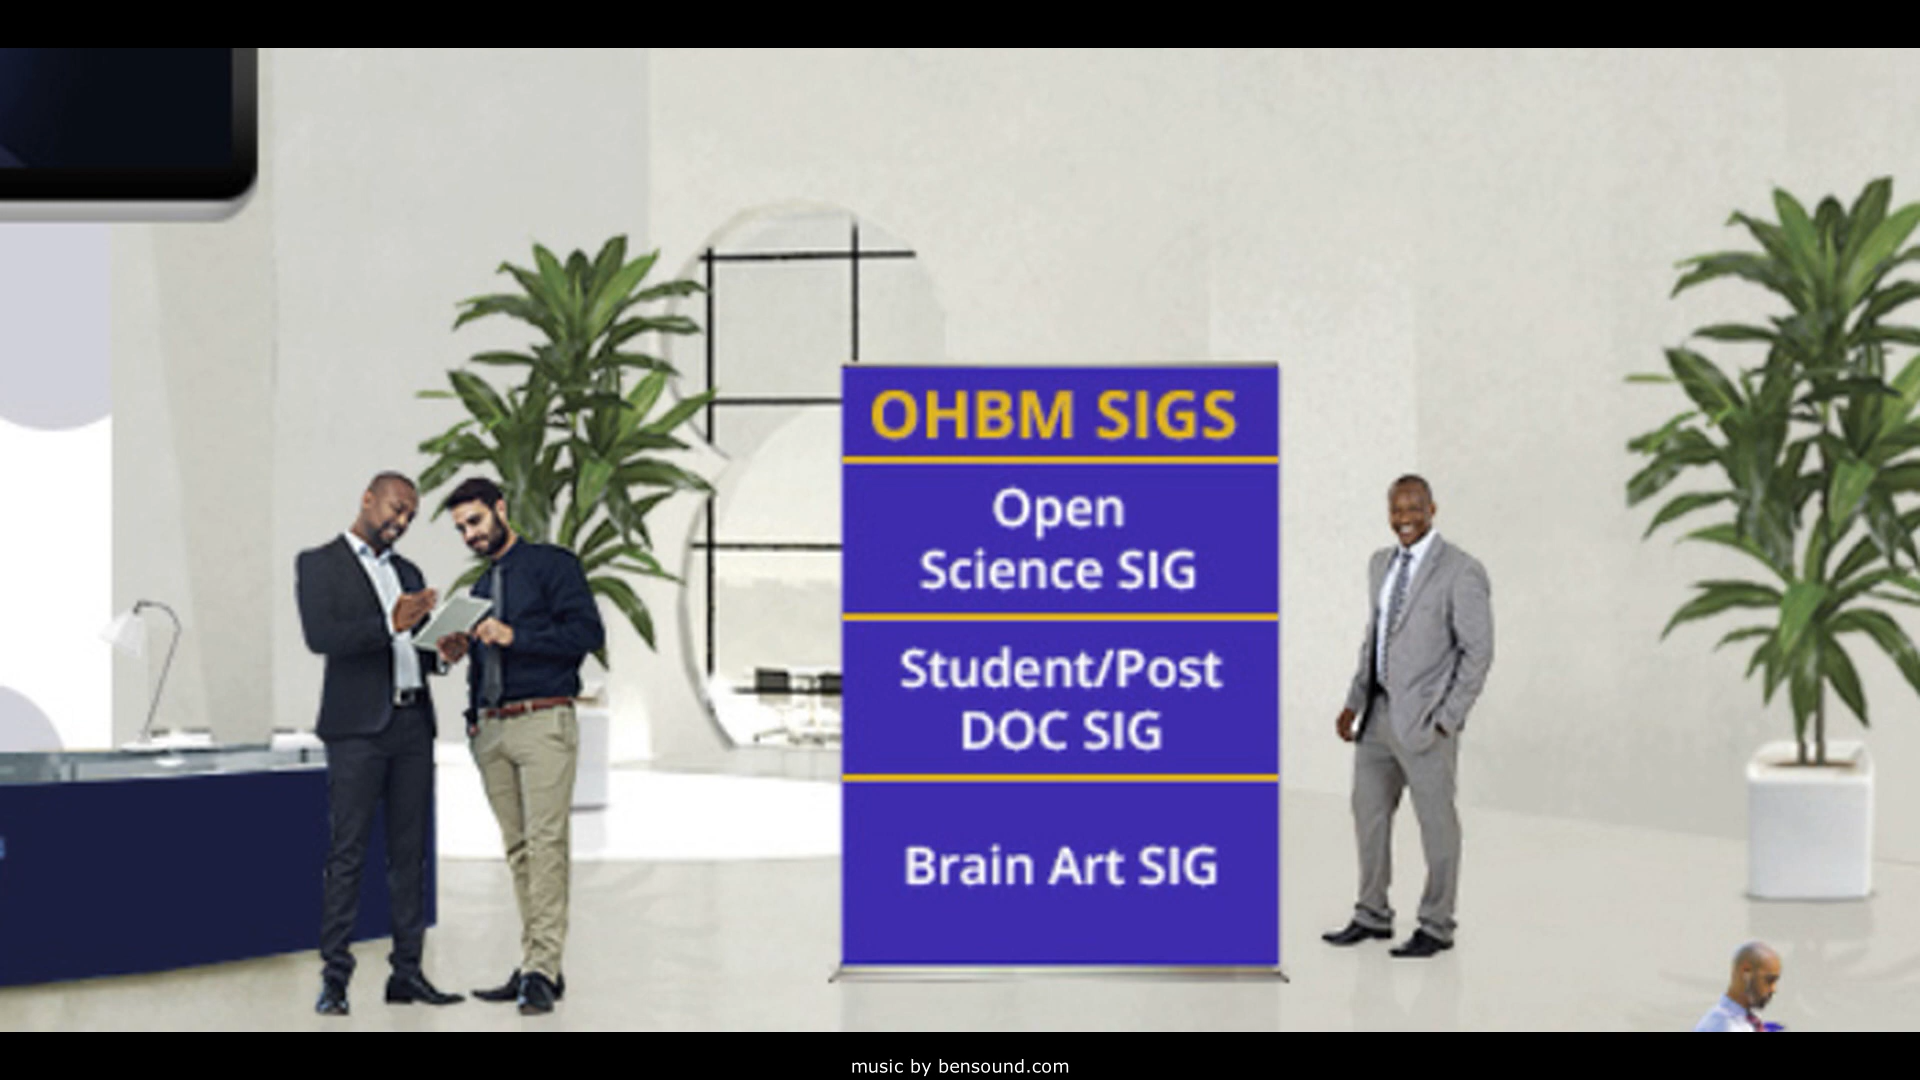 OHBM SIGS
Open
Science SIG
Student/Post
DOC SIG
Brain Art SIG
music by bensound.com